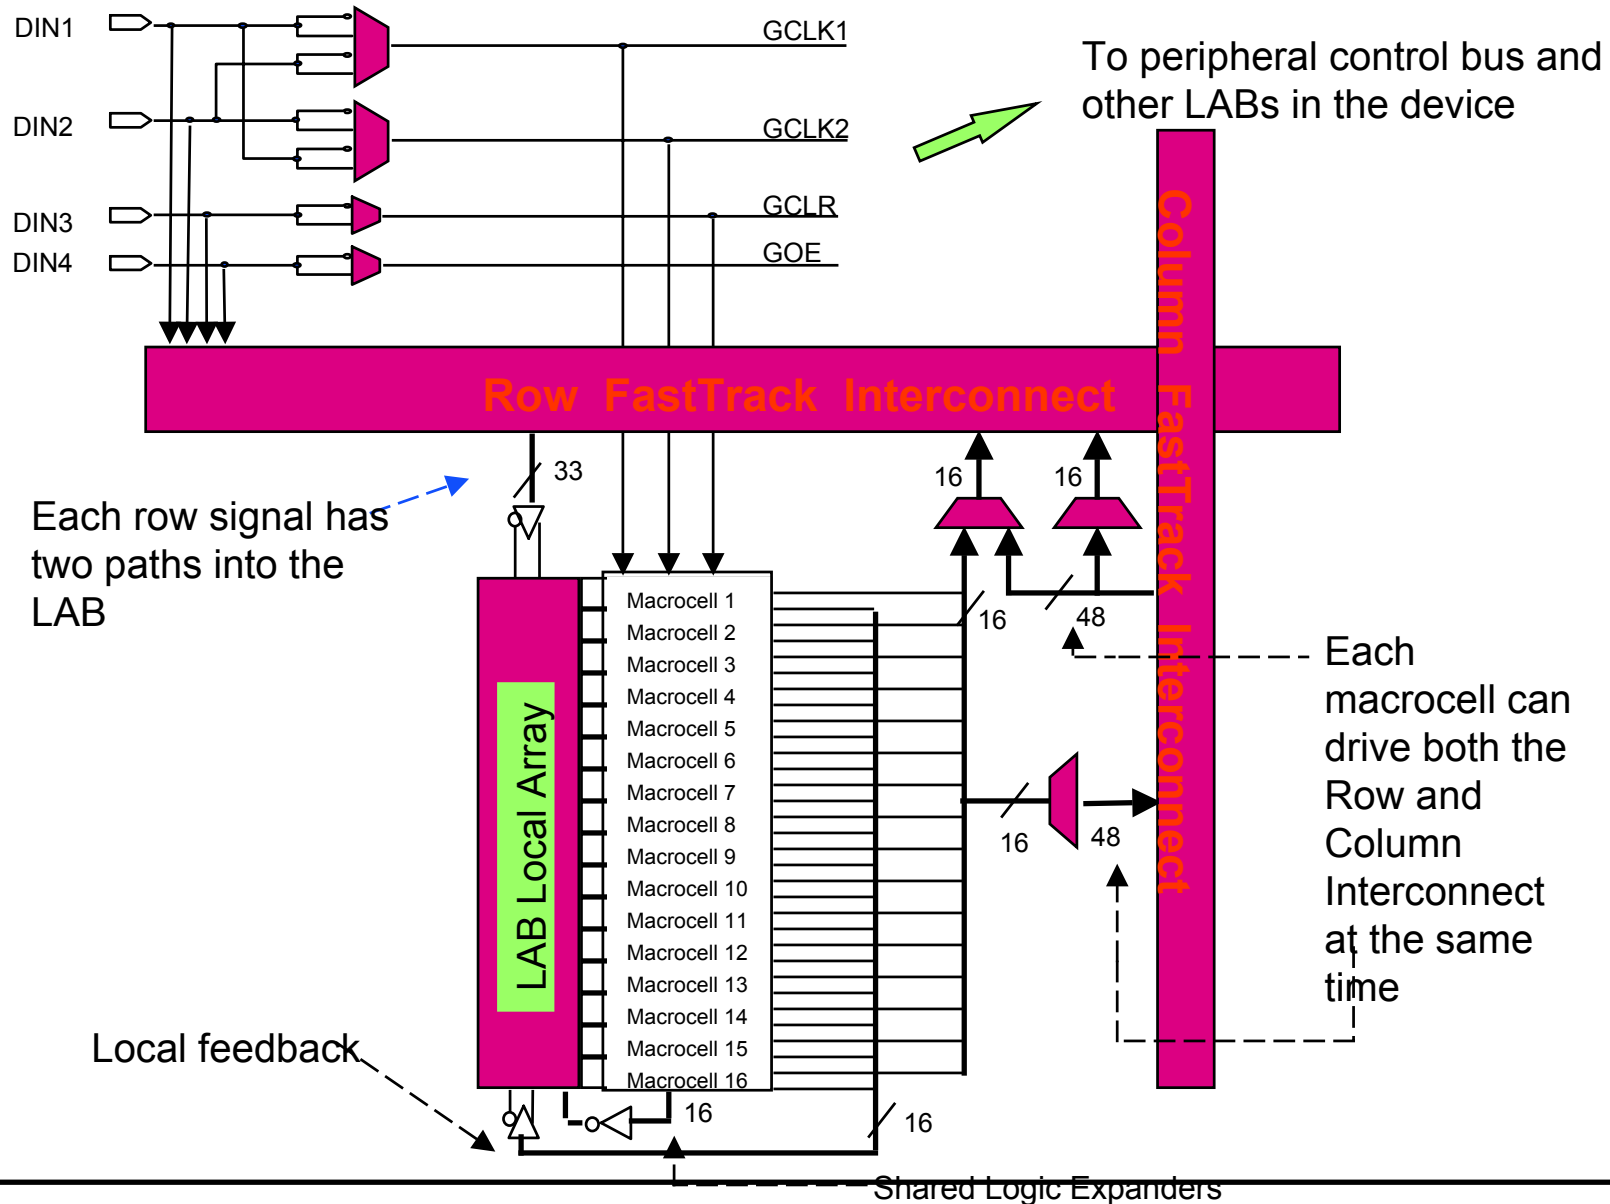 DIN1
GCLK1
To peripheral control bus and
other LABs in the device
DIN2
GCLK2
DIN3
GCLR
DIN4
GOE
Column FastTrack Interconnect
Row FastTrack Interconnect
33
16
16
Each row signal has
two paths into the
LAB
16
48
Macrocell 1
Macrocell 2
Macrocell 3
Macrocell 4
Macrocell 5
Macrocell 6
Macrocell 7
Macrocell 8
Macrocell 9
Macrocell 10
Macrocell 11
Macrocell 12
Macrocell 13
Macrocell 14
Macrocell 15
Macrocell 16
LAB Local Array
16
48
Each
macrocell can
drive both the
Row and
Column
Interconnect
at the same
time
Local feedback
16
16
Shared Logic Expanders